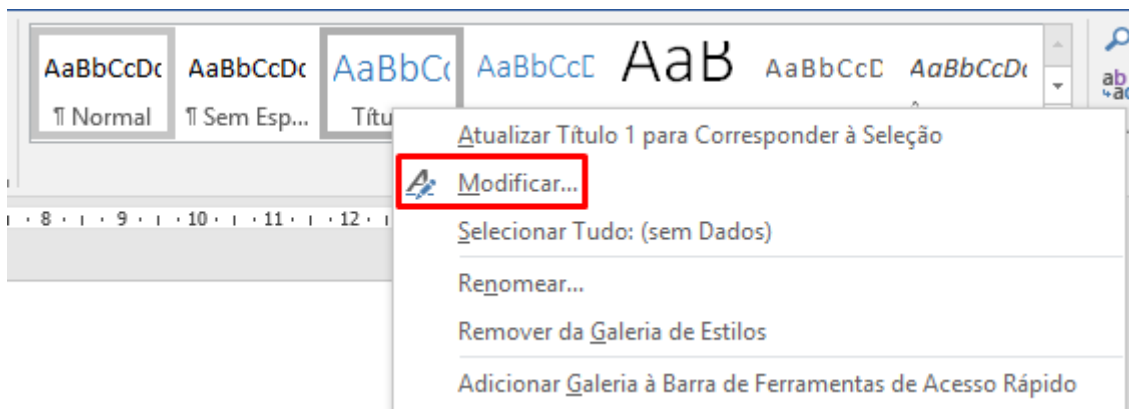 AaBbCcDc AaBbCcDc AaBbC AaBbCcD AaB AaBbCcD AaBbCcDc
¶ Normal ¶ Sem Esp... Títu
Atualizar Título 1 para Corresponder à Seleção
Modificar...
Selecionar Tudo: (sem Dados)
Renomear...
Remover da Galeria de Estilos
Adicionar Galeria à Barra de Ferramentas de Acesso Rápido
8 9 10 11 12